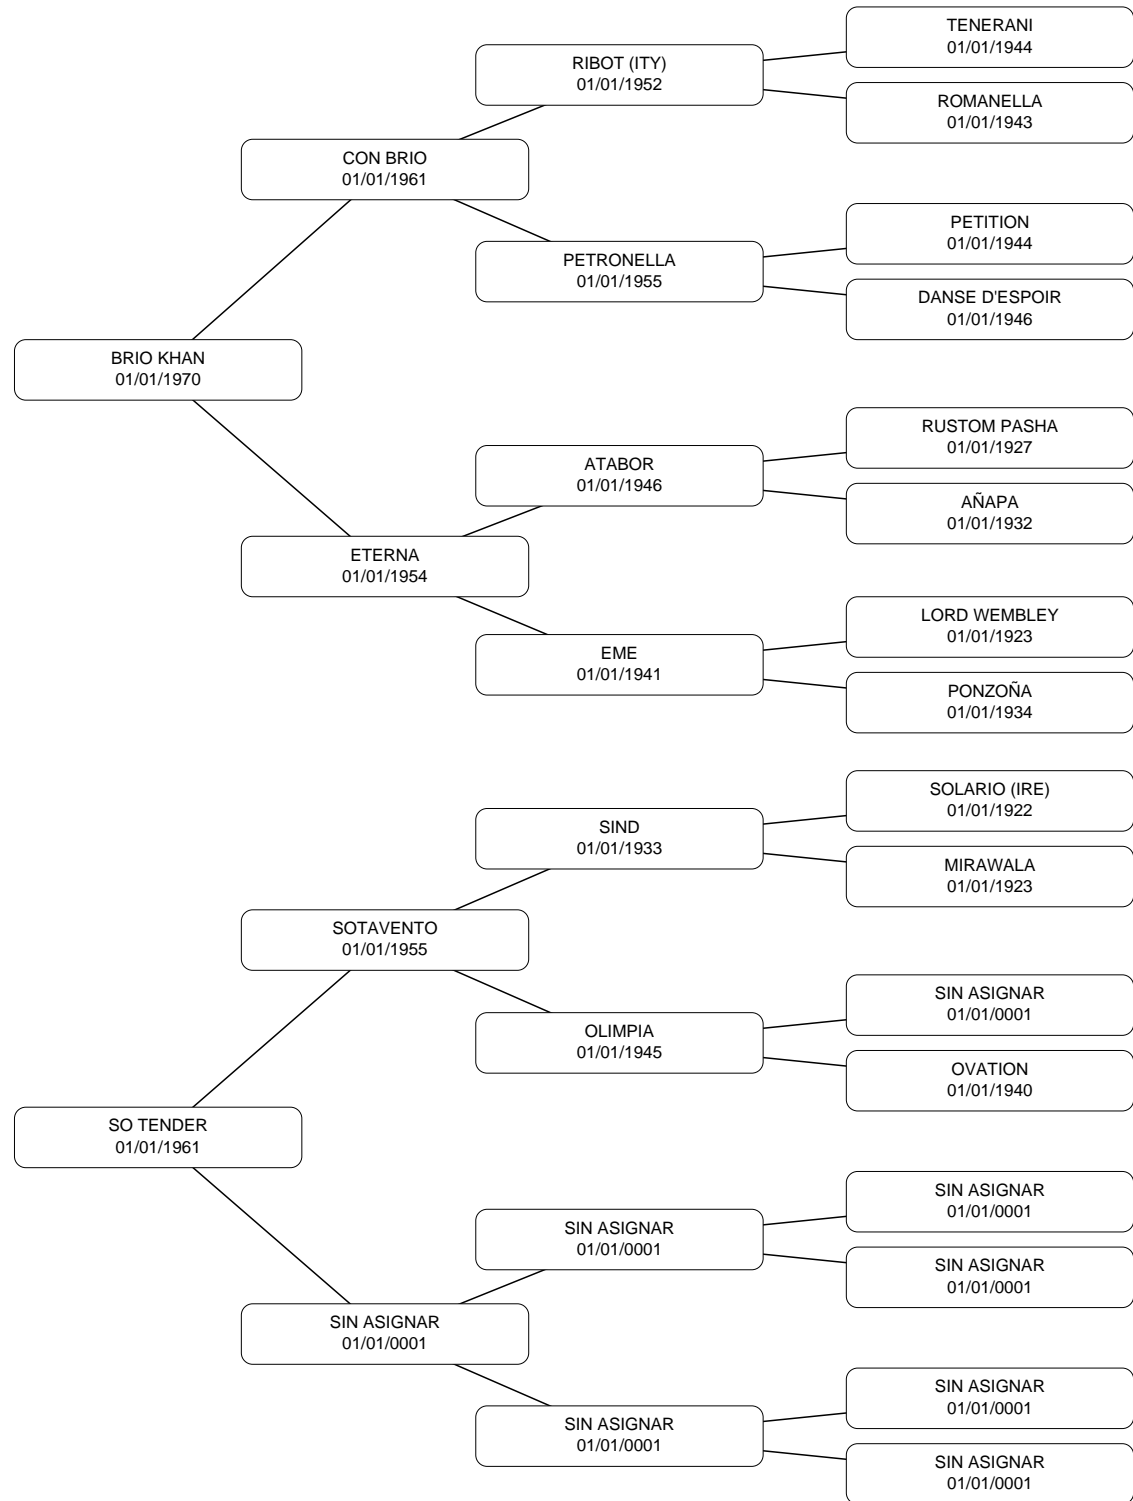 TENERANI
01/01/1944
RIBOT (ITY)
01/01/1952
ROMANELLA
01/01/1943
CON BRIO
01/01/1961
PETITION
01/01/1944
PETRONELLA
01/01/1955
DANSE D'ESPOIR
01/01/1946
BRIO KHAN
01/01/1970
RUSTOM PASHA
01/01/1927
ATABOR
01/01/1946
AÑAPA
01/01/1932
ETERNA
01/01/1954
LORD WEMBLEY
01/01/1923
EME
01/01/1941
PONZOÑA
01/01/1934
SOLARIO (IRE)
01/01/1922
SIND
01/01/1933
MIRAWALA
01/01/1923
SOTAVENTO
01/01/1955
SIN ASIGNAR
01/01/0001
OLIMPIA
01/01/1945
OVATION
01/01/1940
SO TENDER
01/01/1961
SIN ASIGNAR
01/01/0001
SIN ASIGNAR
01/01/0001
SIN ASIGNAR
01/01/0001
SIN ASIGNAR
01/01/0001
SIN ASIGNAR
01/01/0001
SIN ASIGNAR
01/01/0001
SIN ASIGNAR
01/01/0001